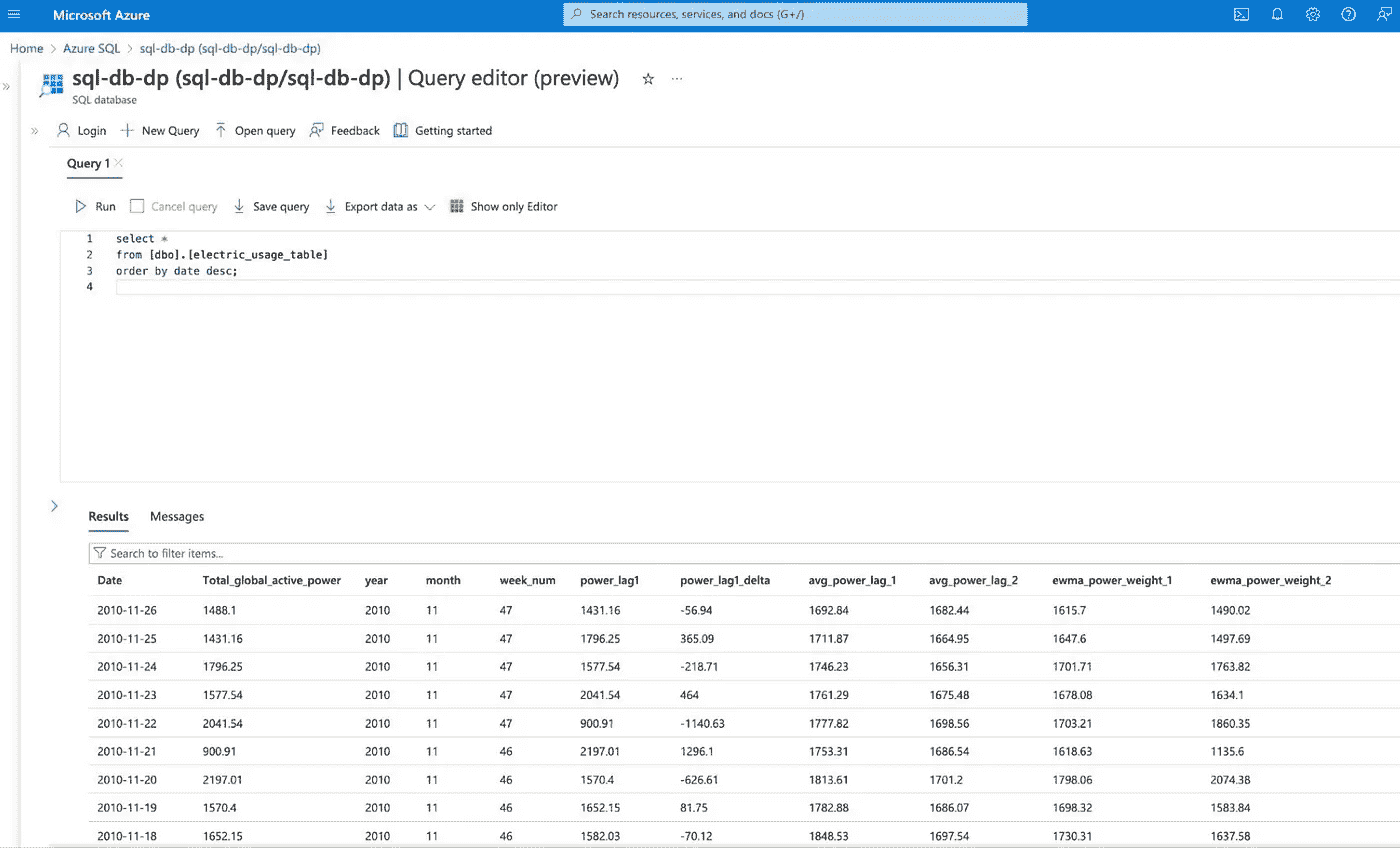 Microsoft Azure Search resources, services, and docs (G+/)
Home > Azure SQL > sql-db-dp (sql-db-dp/sql-db-dp)
sql-db-dp (sql-db-dp/sql-db-dp) | Query editor (preview) ☆ ...
SQL database
Login New Query Open query Feedback Getting started
Query 1
Run Cancel query Save query Export data as Show only Editor
1 select *
2 from [dbo].[electric_usage_table]
3 order by date desc;
4
Results Messages
Search to filter items...
Date Total_global_active_power year month week_num power_lag1 power_lag1_delta avg_power_lag_1 avg_power_lag_2 ewma_power_weight_1 ewma_power_weight_2
2010-11-26 1488.1 2010 11 47 1431.16 -56.94 1692.84 1682.44 1615.7 1490.02
2010-11-25 1431.16 2010 11 47 1796.25 365.09 1711.87 1664.95 1647.6 1497.69
2010-11-24 1796.25 2010 11 47 1577.54 -218.71 1746.23 1656.31 1701.71 1763.82
2010-11-23 1577.54 2010 11 47 2041.54 464 1761.29 1675.48 1678.08 1634.1
2010-11-22 2041.54 2010 11 47 900.91 -1140.63 1777.82 1698.56 1703.21 1860.35
2010-11-21 900.91 2010 11 46 2197.01 1296.1 1753.31 1686.54 1618.63 1135.6
2010-11-20 2197.01 2010 11 46 1570.4 -626.61 1813.61 1701.2 1798.06 2074.38
2010-11-19 1570.4 2010 11 46 1652.15 81.75 1782.88 1686.07 1698.32 1583.84
2010-11-18 1652.15 2010 11 46 1582.03 -70.12 1848.53 1697.54 1730.31 1637.58